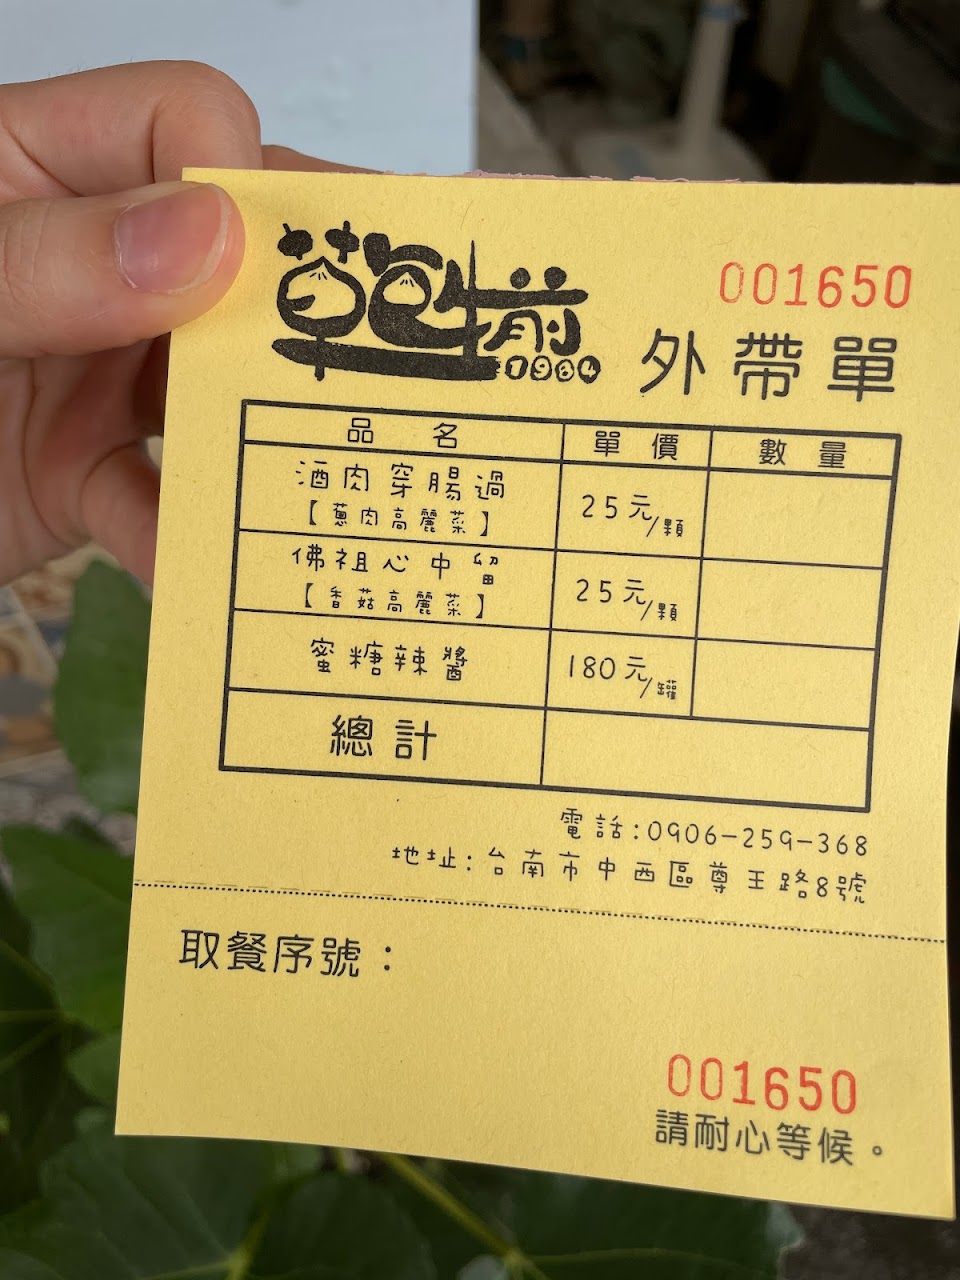 草包生煎
1984
001650
外帶單
品名 單價 數量
酒肉穿腸過
【蔥肉高麗菜】
25元/顆
佛祖心中留
【香菇高麗菜】
25元/顆
蜜糖辣醬 180元/罐
總計
電話:0906-259-368
地址:台南市中西區尊王路8號
取餐序號：
001650
請耐心等候。